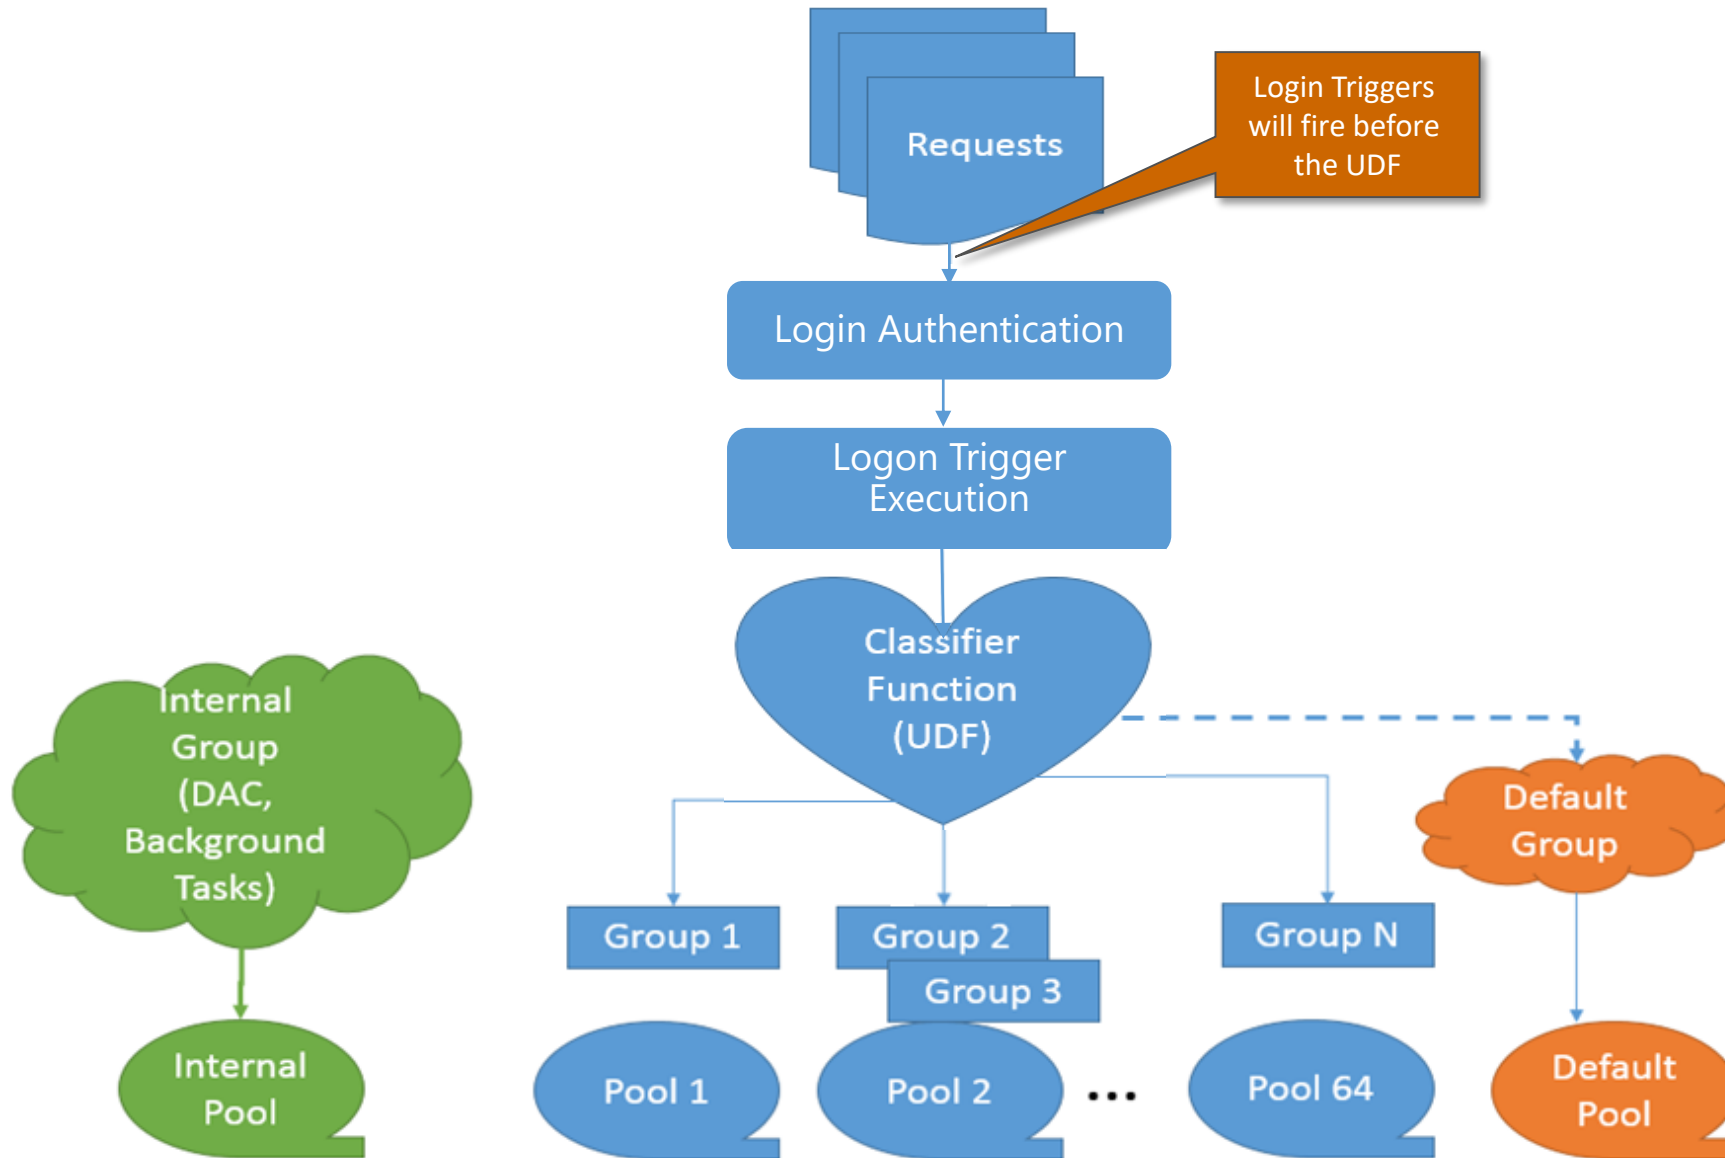 Requests
Login Triggers
will fire before
the UDF
Login Authentication
Logon Trigger
Execution
Classifier
Function
(UDF)
Internal
Group
(DAC,
Background
Tasks)
Default
Group
Group 1
Group 2
Group 3
Group N
Internal
Pool
Pool 1
Pool 2
...
Pool 64
Default
Pool